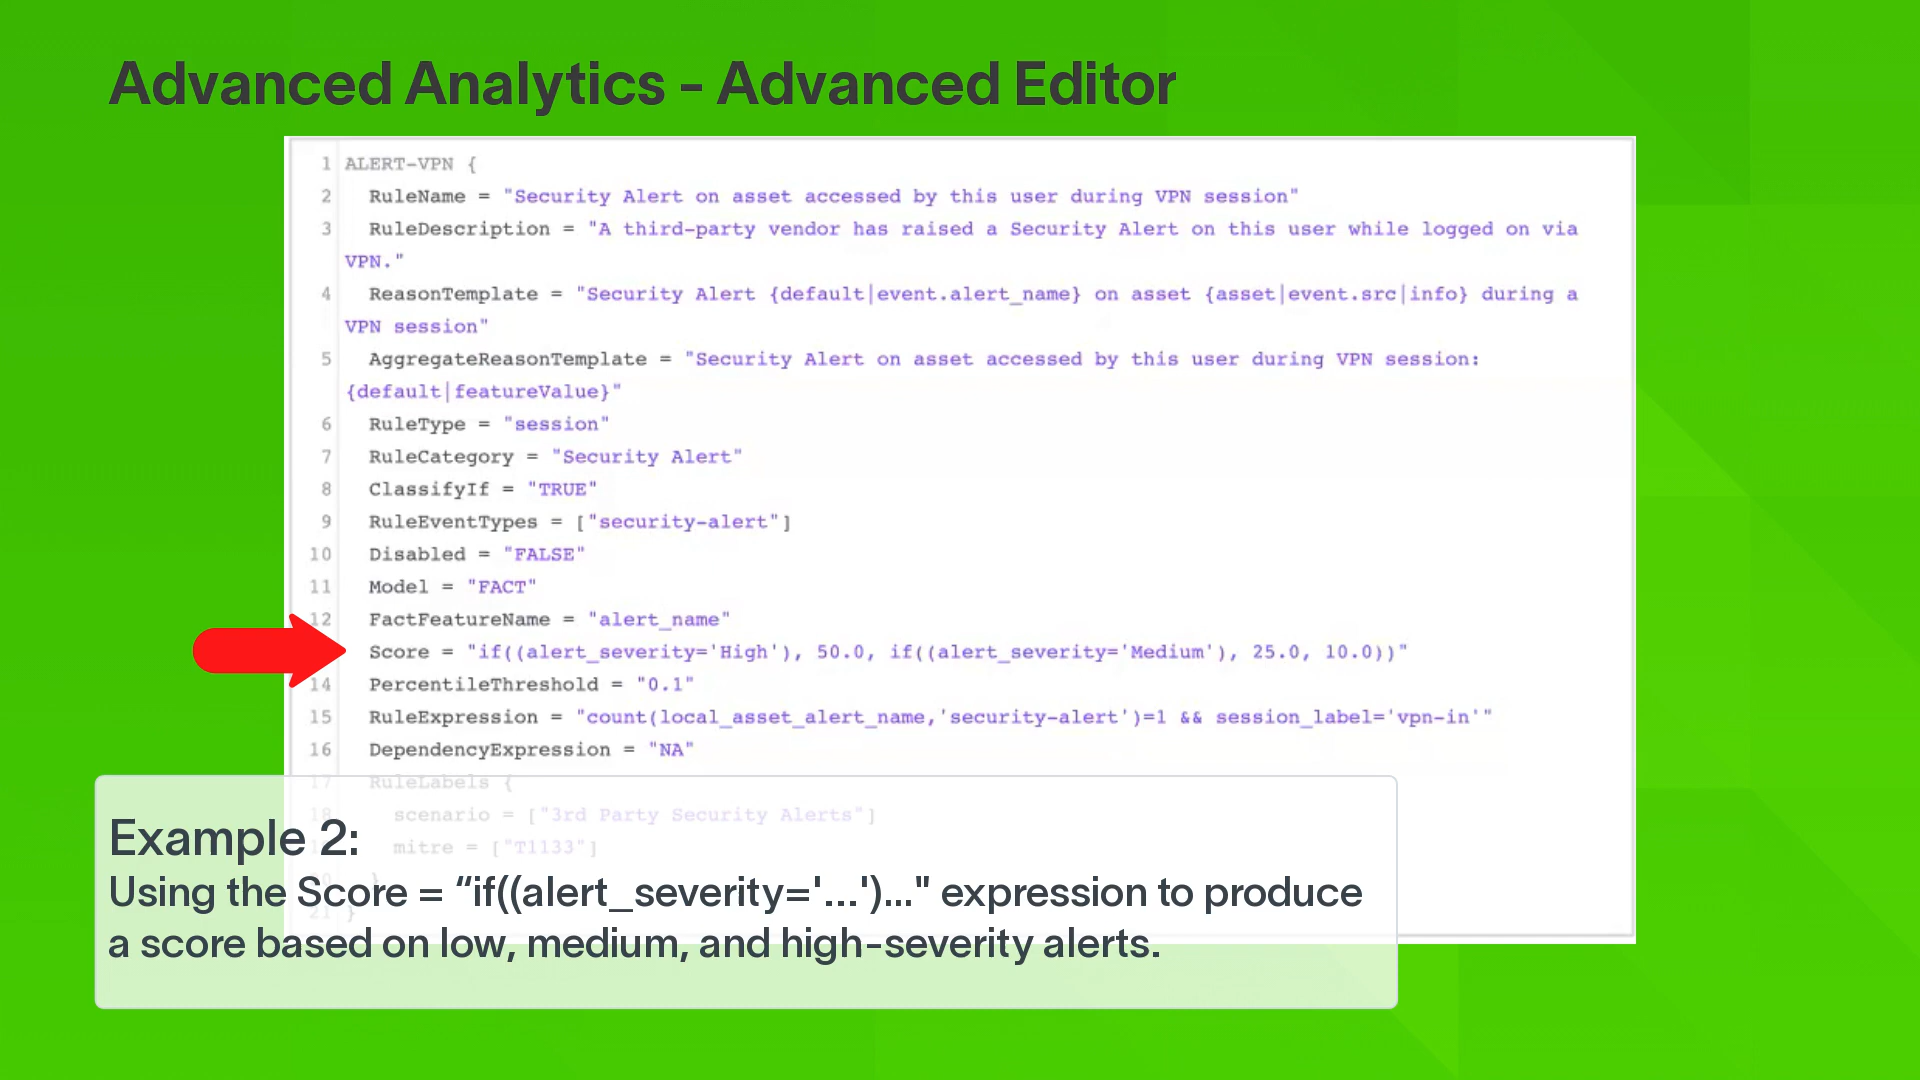 Advanced Analytics - Advanced Editor
1 ALERT-VPN {
2 RuleName = "Security Alert on asset accessed by this user during VPN session"
3 RuleDescription = "A third-party vendor has raised a Security Alert on this user while logged on via
VPN."
4 ReasonTemplate = "Security Alert {default|event.alert_name} on asset {asset|event.src|info} during a
VPN session"
5 AggregateReasonTemplate = "Security Alert on asset accessed by this user during VPN session:
{default|featureValue}"
6 RuleType = "session"
7 RuleCategory = "Security Alert"
8 ClassifyIf = "TRUE"
9 RuleEventTypes = ["security-alert"]
10 Disabled = "FALSE"
11 Model = "FACT"
12 FactFeatureName = "alert_name"
Score = "if((alert_severity='High'), 50.0, if((alert_severity='Medium'), 25.0, 10.0))"
14 PercentileThreshold = "0.1"
15 RuleExpression = "count(local_asset_alert_name,'security-alert')=1 && session_label='vpn-in'"
16 DependencyExpression = "NA"
17 RuleLabels {
18 scenario = ["3rd Party Security Alerts"]
mitre = ["T1133"]
}
21 }
Example 2:
Using the Score = “if((alert_severity='...')..." expression to produce
a score based on low, medium, and high-severity alerts.